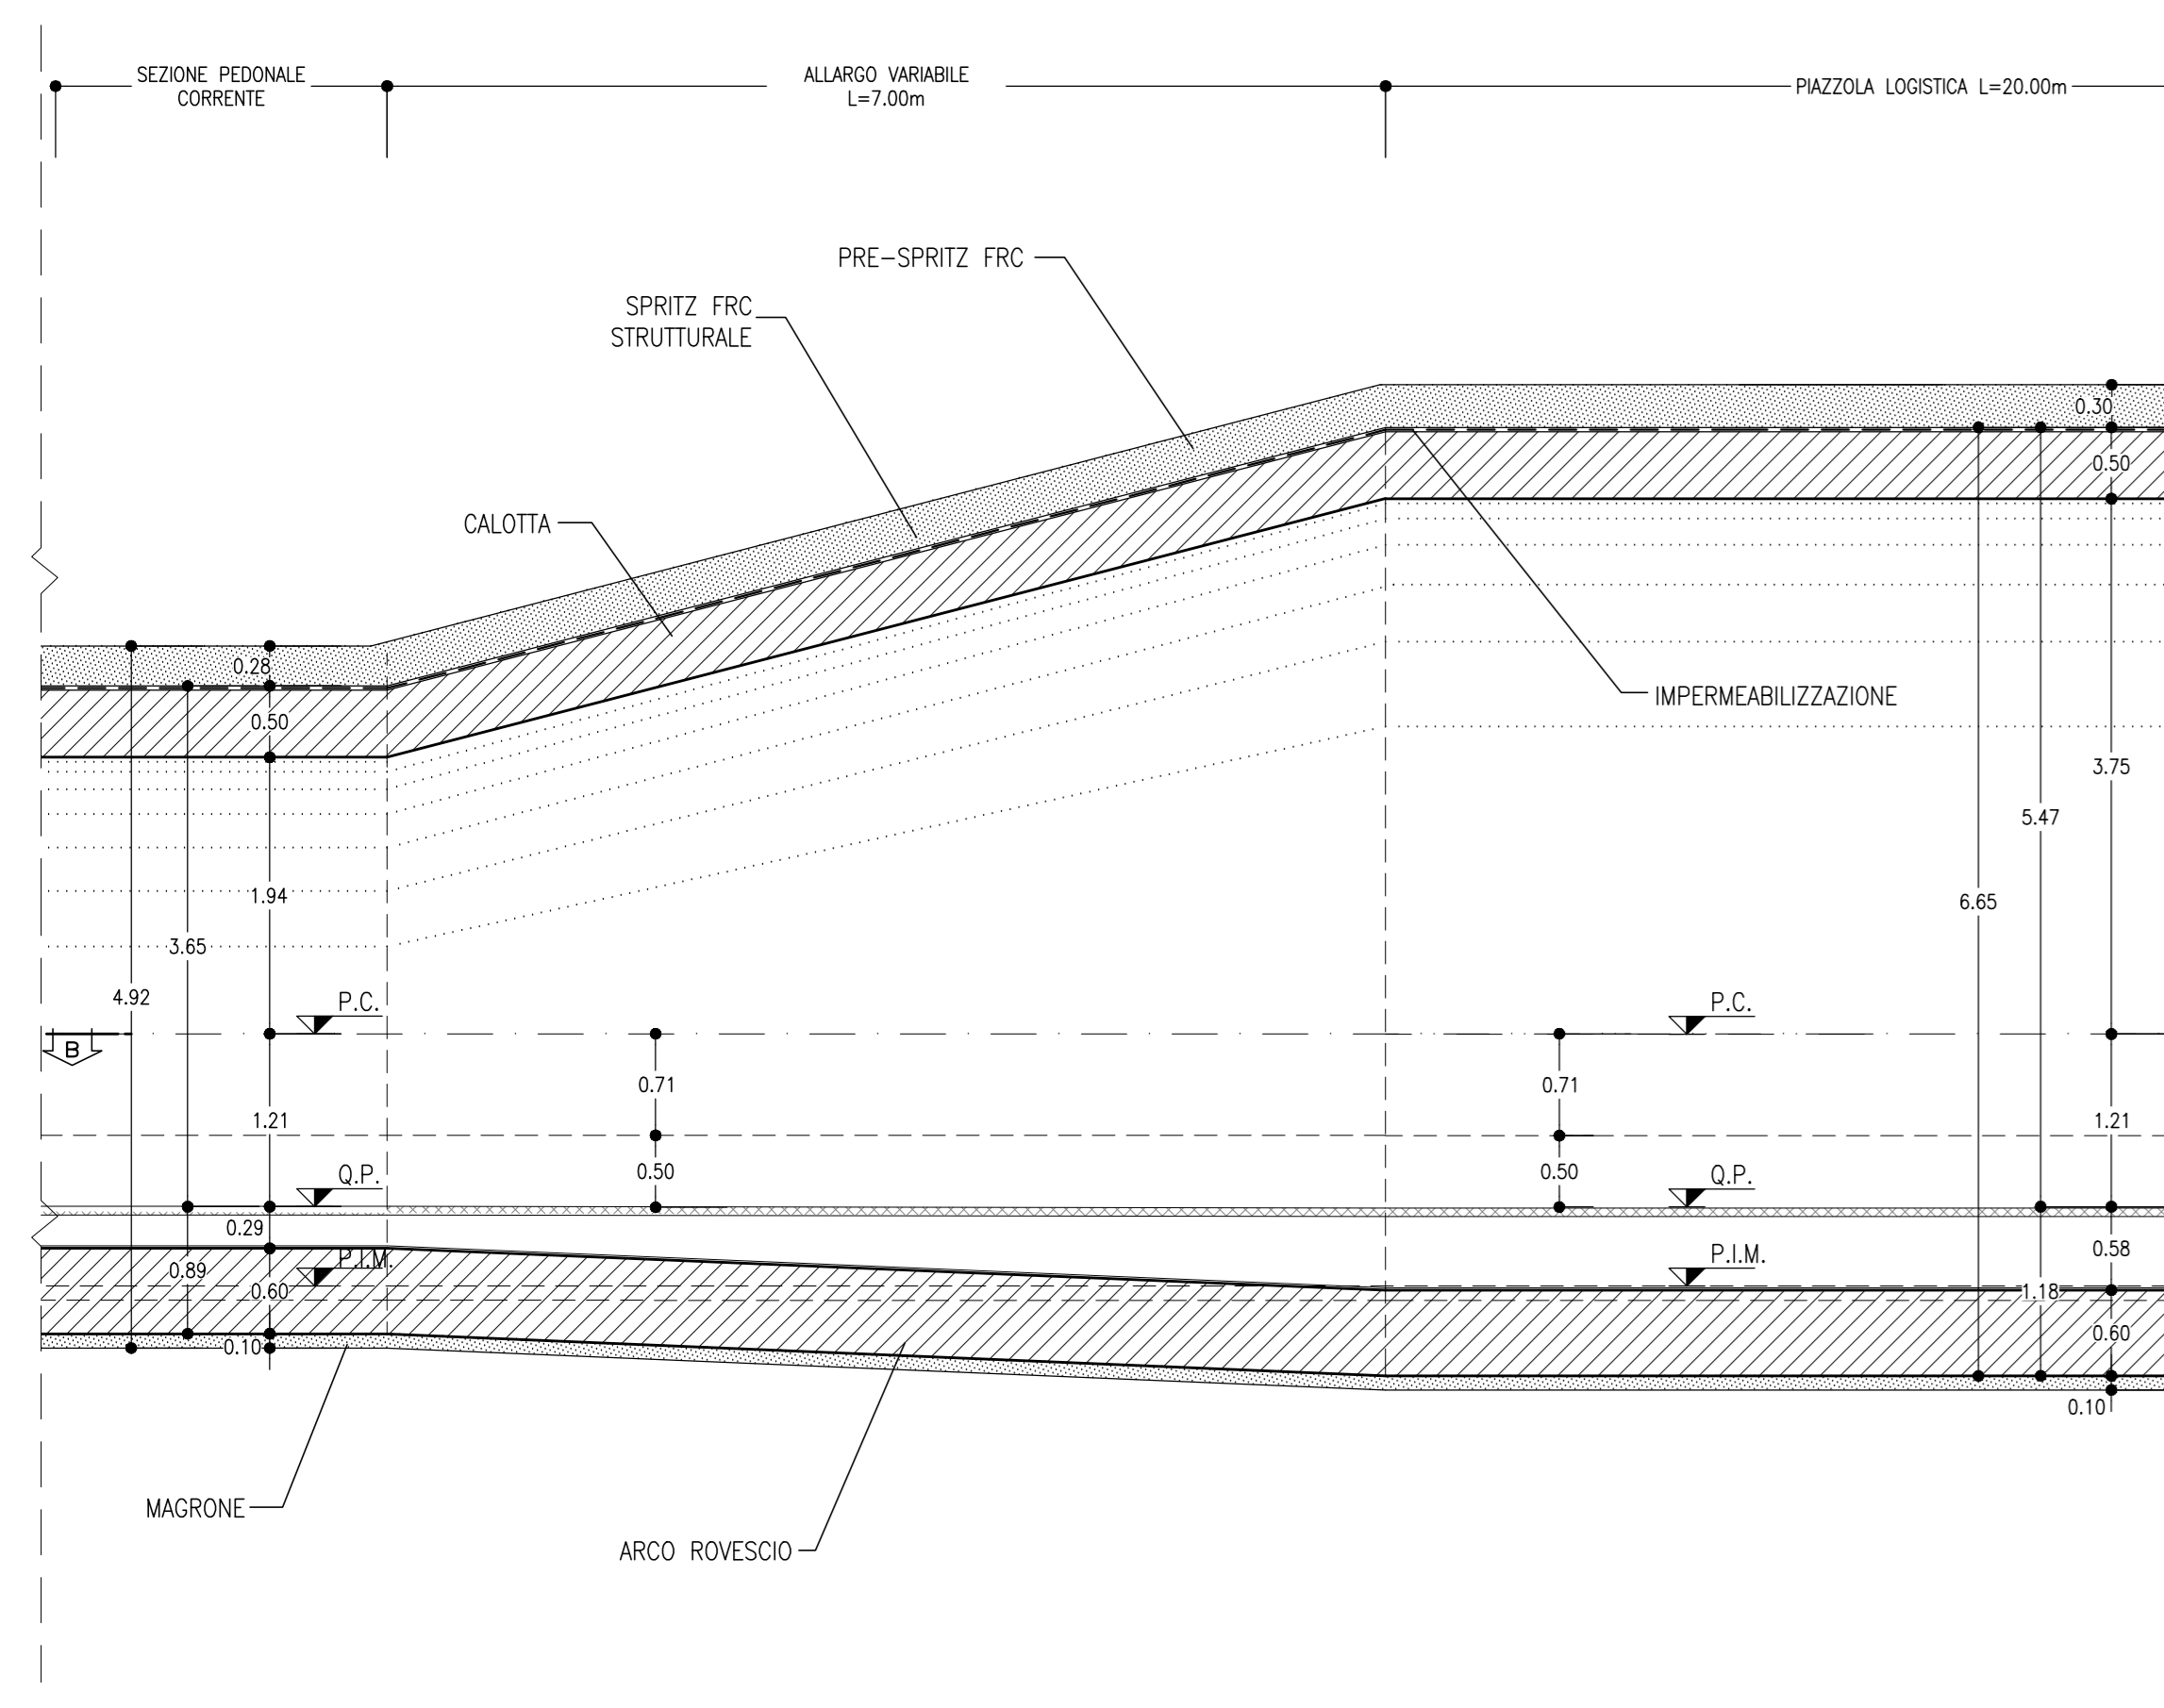 SEZIONE PEDONALE
CORRENTE
ALLARGO VARIABILE
L=7.00m
PIAZZOLA LOGISTICA L=20.00m
PRE-SPRITZ FRC
SPRITZ FRC
STRUTTURALE
CALOTTA
IMPERMEABILIZZAZIONE
0.30
0.50
0.28
0.50
3.75
5.47
6.65
1.94
3.65
4.92
P.C.
P.C.
B
0.71
0.71
1.21
1.21
0.50
0.50
Q.P.
Q.P.
0.29
0.58
P.I.M.
P.I.M.
0.89
0.60
1.18
0.60
0.10
0.10
MAGRONE
ARCO ROVESCIO